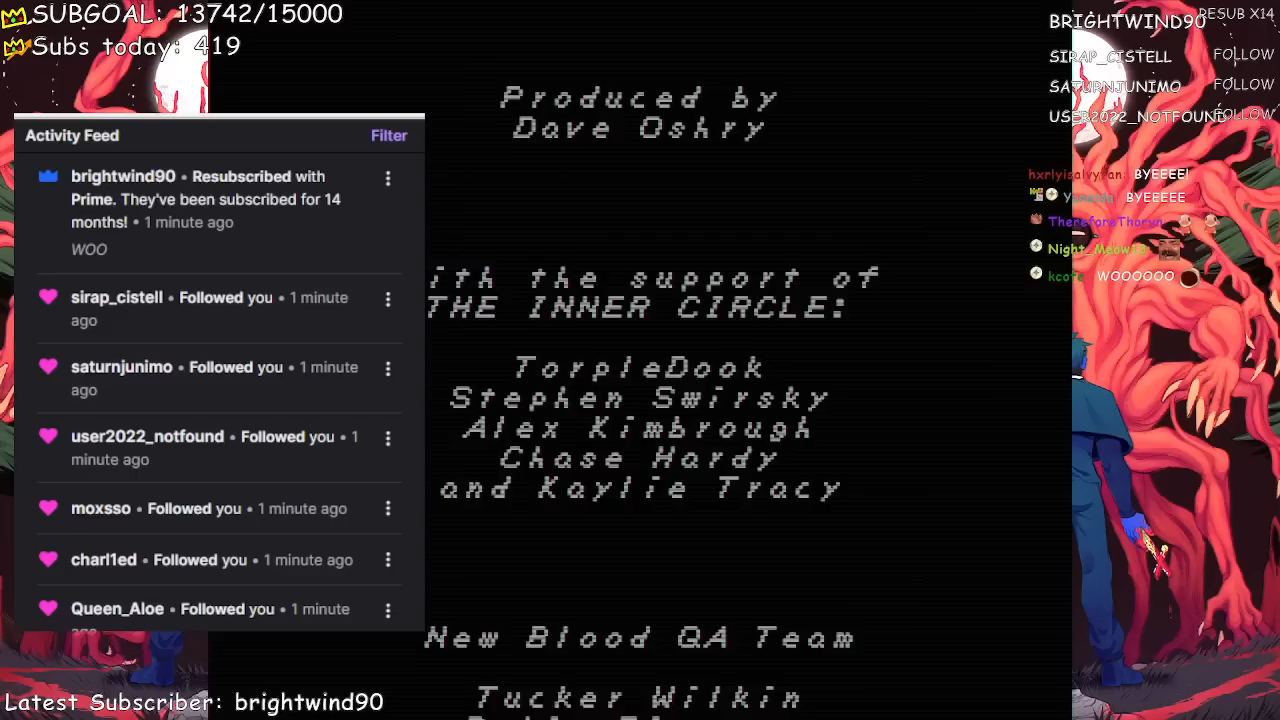 SUBGOAL: 13742/15000
Subs today: 419
Activity Feed
Filter
brightwind90 • Resubscribed with
Prime. They've been subscribed for 14
months! • 1 minute ago
WOO
sirap_cistell • Followed you • 1 minute
ago
saturnjunimo • Followed you • 1 minute
ago
user2022_notfound • Followed you • 1
minute ago
moxsso • Followed you • 1 minute ago
charl1ed • Followed you • 1 minute ago
Queen_Aloe • Followed you • 1 minute
ago
Latest Subscriber: brightwind90
Produced by
Dave Oshry
ith the support of
THE INNER CIRCLE:
TorpleDook
Stephen Swirsky
Alex Kimbrough
Chase Hardy
and Kaylie Tracy
New Blood QA Team
Tucker Wilkin
BRIGHTWIND90 RESUB X14
SIRAP_CISTELL FOLLOW
SATURNJUNIMO FOLLOW
USER2022_NOTFOUND FOLLOW
BYEEEE!
BYEEEEE
ThereforeThoryn
Night_Meow13
WOOOOOO